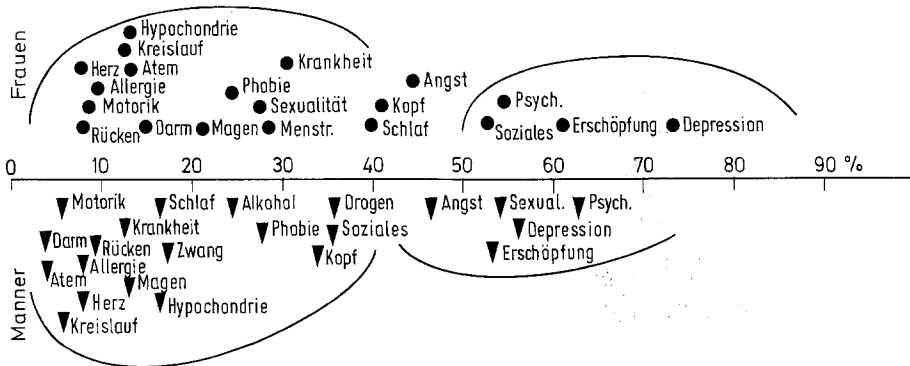 Frauen
Hypochondrie
Kreislauf
Krankheit
Herz Atem
Angst
Allergie Phobie
Motorik Sexualität Kopf Psych.
Rücken Darm Magen Menstr. Schlaf Soziales Erschöpfung Depression
0 10 20 30 40 50 60 70 80 90 %
Manner
Motorik Schlaf Alkohol Drogen Angst Sexual. Psych.
Krankheit Phobie Soziales Depression
Darm Rücken Zwang Kopf Erschöpfung
Allergie
Atem Magen
Herz Hypochondrie
Kreislauf